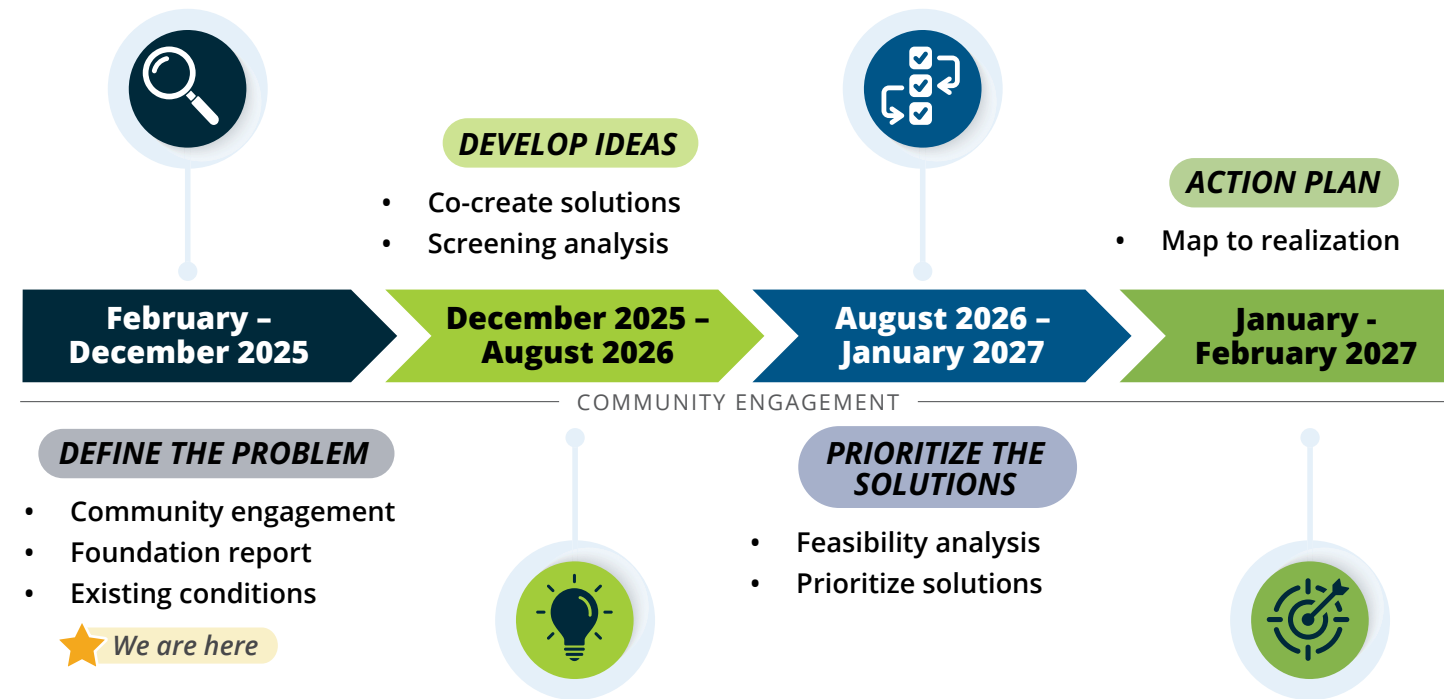 DEVELOP IDEAS
• Co-create solutions
• Screening analysis
ACTION PLAN
• Map to realization
February –
December 2025
December 2025 –
August 2026
August 2026 –
January 2027
January -
February 2027
COMMUNITY ENGAGEMENT
DEFINE THE PROBLEM
• Community engagement
• Foundation report
• Existing conditions
We are here
PRIORITIZE THE
SOLUTIONS
• Feasibility analysis
• Prioritize solutions